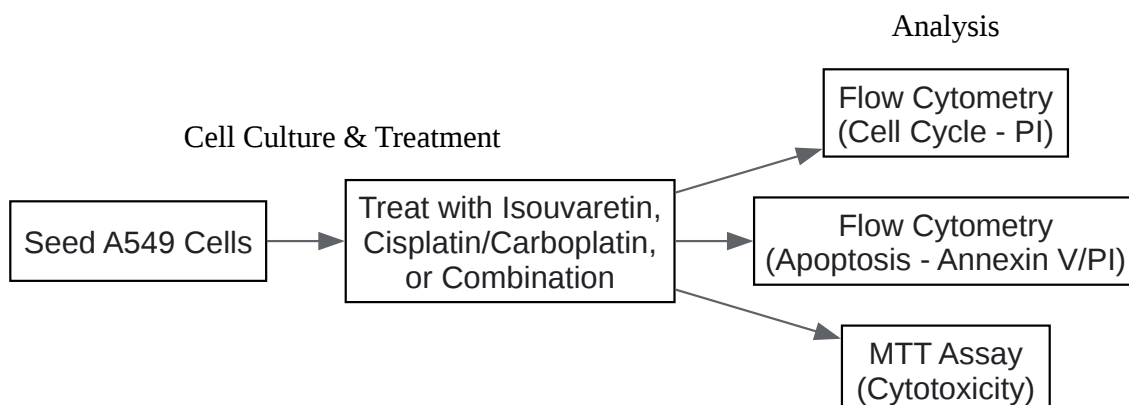 Analysis
Flow Cytometry
(Cell Cycle - PI)
Cell Culture & Treatment
Seed A549 Cells
Treat with Isouvaretin,
Cisplatin/Carboplatin,
or Combination
Flow Cytometry
(Apoptosis - Annexin V/PI)
MTT Assay
(Cytotoxicity)